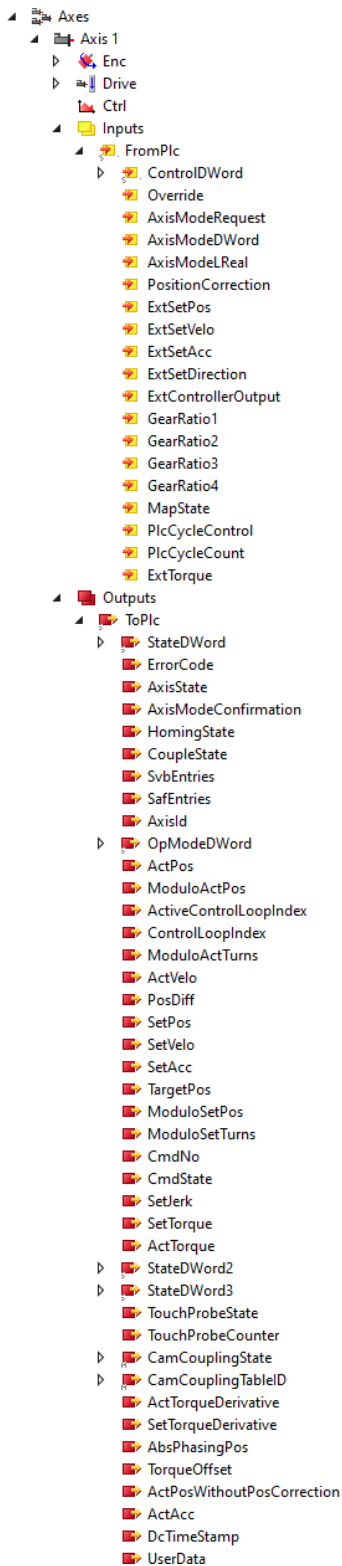 Axes
Axis 1
Enc
Drive
Ctrl
Inputs
FromPlc
ControlDWord
Override
AxisModeRequest
AxisModeDWord
AxisModeLReal
PositionCorrection
ExtSetPos
ExtSetVelo
ExtSetAcc
ExtSetDirection
ExtControllerOutput
GearRatio1
GearRatio2
GearRatio3
GearRatio4
MapState
PlcCycleControl
PlcCycleCount
ExtTorque
Outputs
ToPlc
StateDWord
ErrorCode
AxisState
AxisModeConfirmation
HomingState
CoupleState
SvbEntries
SafEntries
AxisId
OpModeDWord
ActPos
ModuloActPos
ActiveControlLoopIndex
ControlLoopIndex
ModuloActTurns
ActVelo
PosDiff
SetPos
SetVelo
SetAcc
TargetPos
ModuloSetPos
ModuloSetTurns
CmdNo
CmdState
SetJerk
SetTorque
ActTorque
StateDWord2
StateDWord3
TouchProbeState
TouchProbeCounter
CamCouplingState
CamCouplingTableID
ActTorqueDerivative
SetTorqueDerivative
AbsPhasingPos
TorqueOffset
ActPosWithoutPosCorrection
ActAcc
DcTimeStamp
UserData